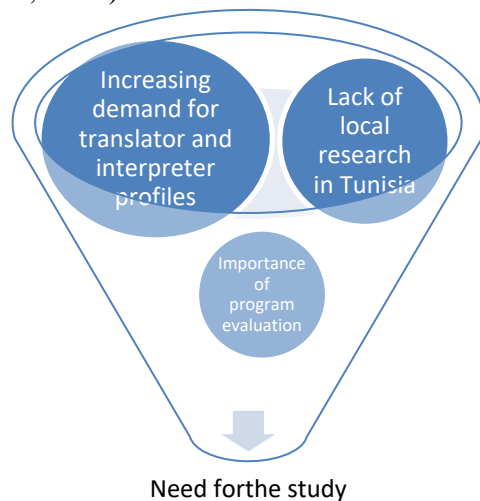 Increasing
demand for
translator and
interpreter
profiles
Lack of
local
research
in Tunisia
Importance
of
program
evaluation
Need forthe study